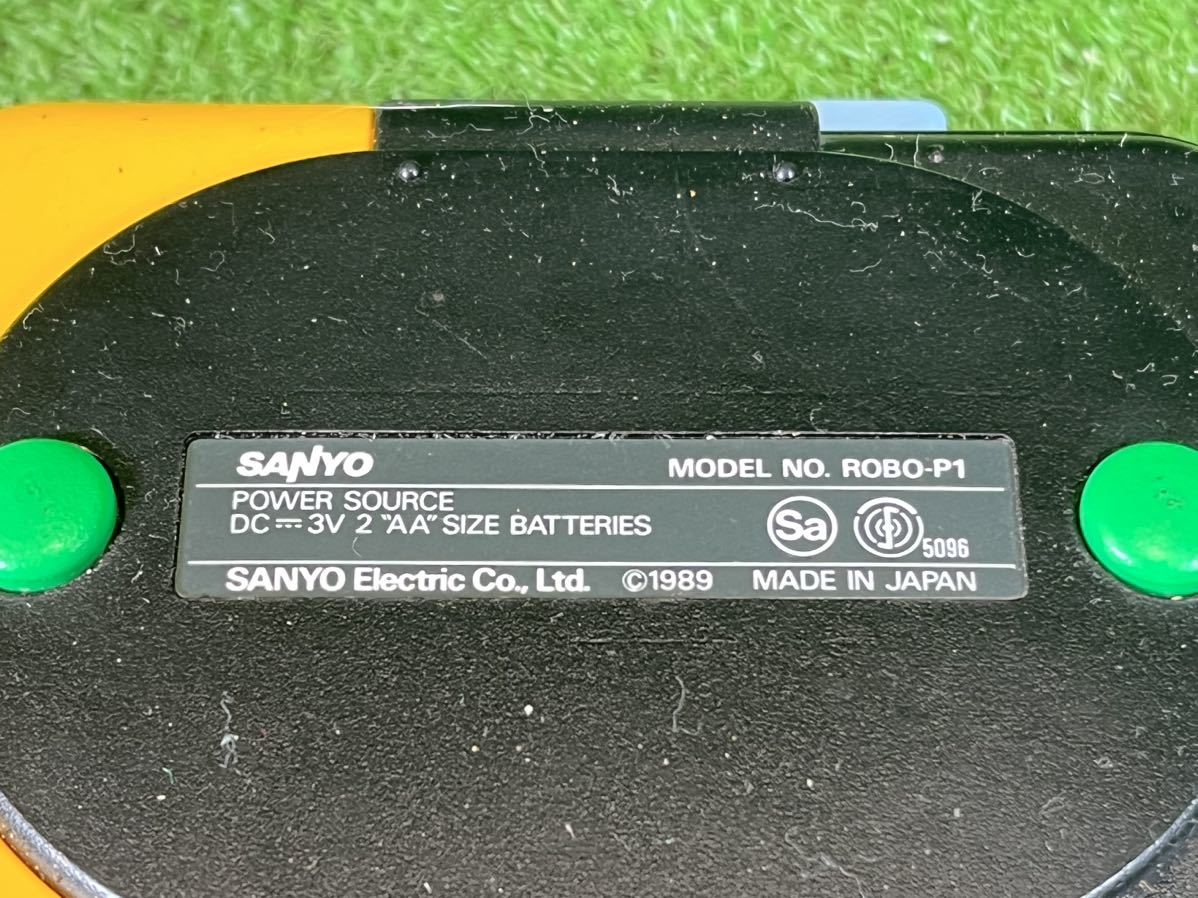 SANYO MODEL NO. ROBO-P1
POWER SOURCE
DC ⎓ 3V 2 "AA" SIZE BATTERIES Sa 5096
SANYO Electric Co., Ltd. ©1989 MADE IN JAPAN